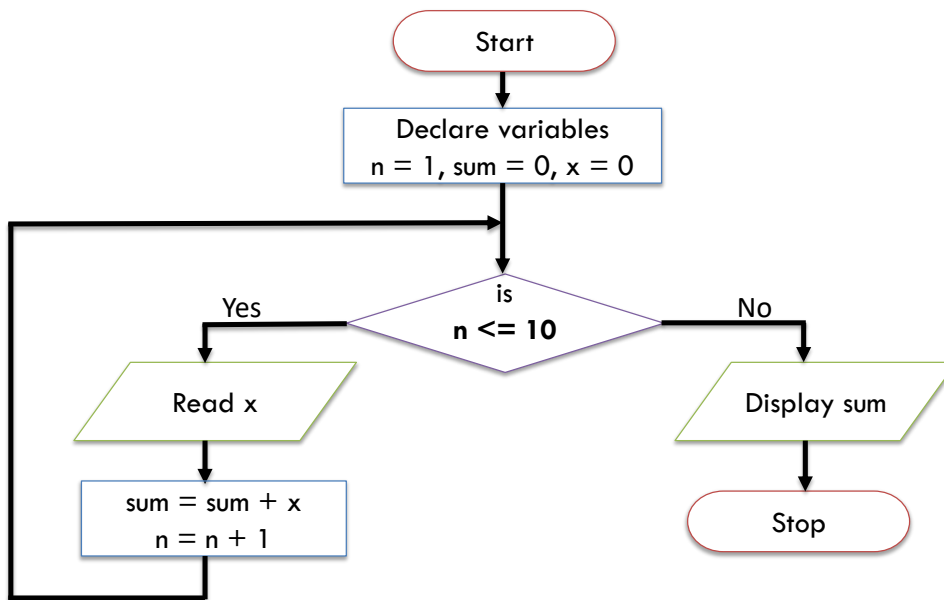 Start
Declare variables
n = 1, sum = 0, x = 0
is
n <= 10
Yes
No
Read x
Display sum
sum = sum + x
n = n + 1
Stop